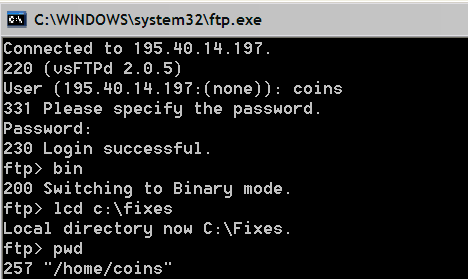 C:\WINDOWS\system32\ftp.exe
Connected to 195.40.14.197.
220 (vsFTPd 2.0.5)
User (195.40.14.197:(none)): coins
331 Please specify the password.
Password:
230 Login successful.
ftp> bin
200 Switching to Binary mode.
ftp> lcd c:\fixes
Local directory now C:\Fixes.
ftp> pwd
257 "/home/coins"